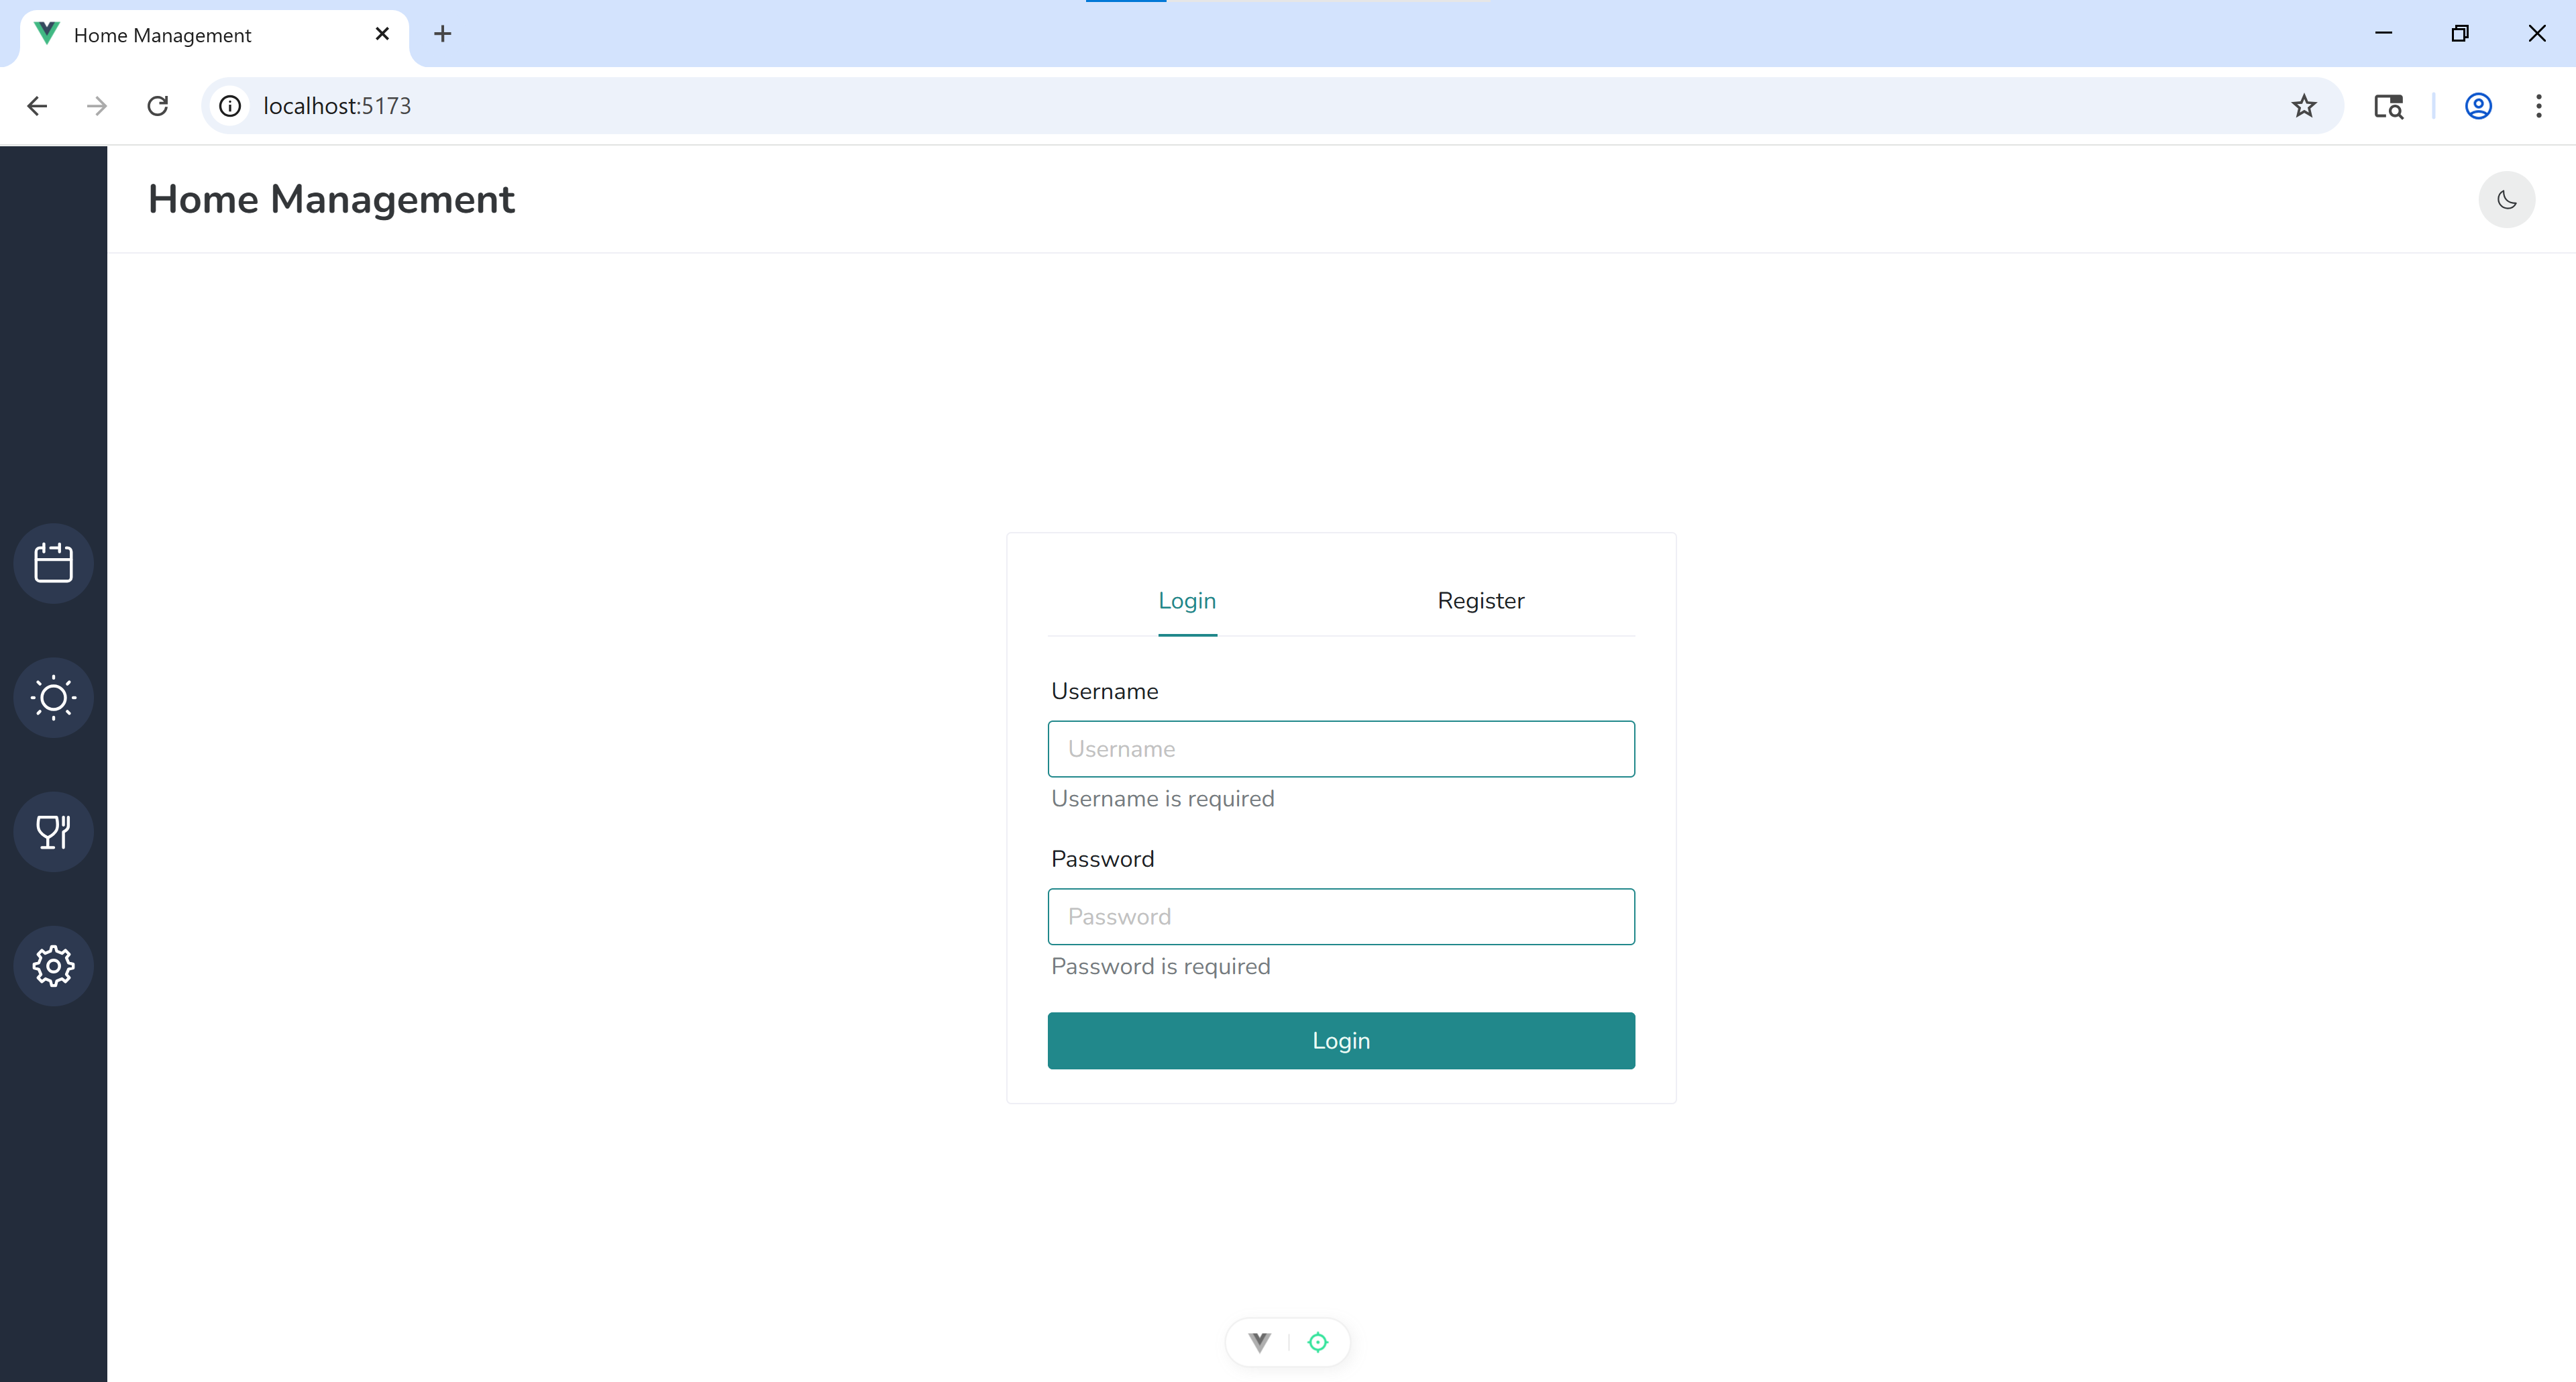 Home Management
localhost:5173
Home Management
Login Register
Username
Username
Username is required
Password
Password
Password is required
Login